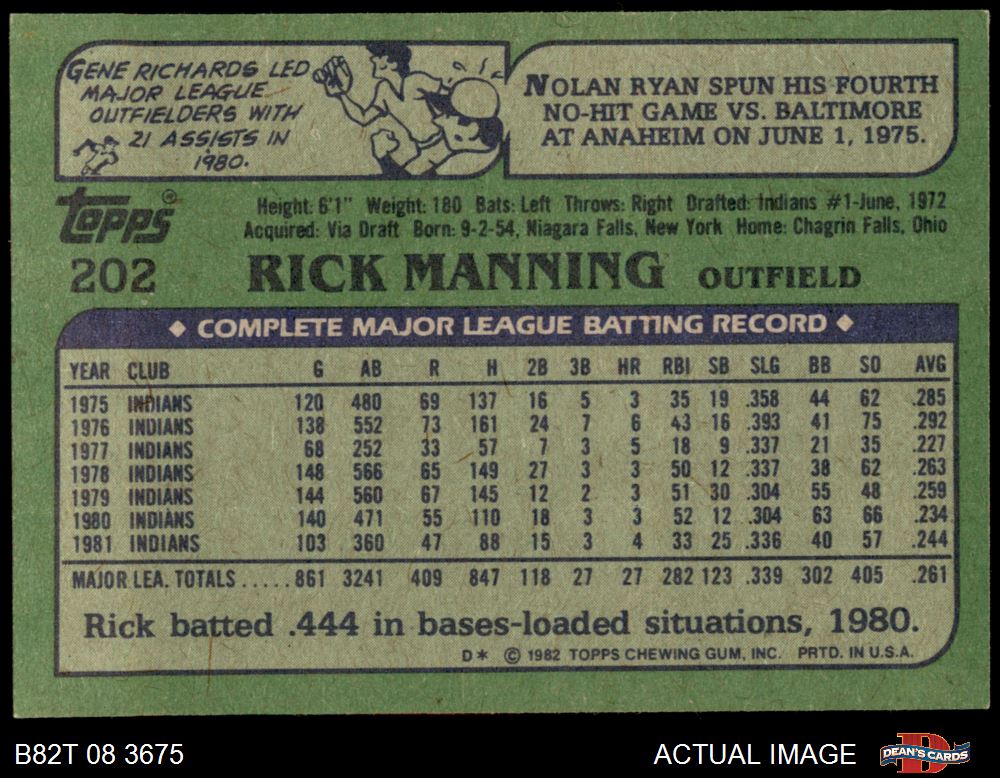 GENE RICHARDS LED
MAJOR LEAGUE
OUTFIELDERS WITH
21 ASSISTS IN
1980.
NOLAN RYAN SPUN HIS FOURTH
NO-HIT GAME VS. BALTIMORE
AT ANAHEIM ON JUNE 1, 1975.
TOPPS®
Height: 6'1" Weight: 180 Bats: Left Throws: Right Drafted: Indians #1-June, 1972
Acquired: Via Draft Born: 9-2-54, Niagara Falls, New York Home: Chagrin Falls, Ohio
202 RICK MANNING OUTFIELD
◆ COMPLETE MAJOR LEAGUE BATTING RECORD ◆
YEAR CLUB G AB R H 2B 3B HR RBI SB SLG BB SO AVG
1975 INDIANS 120 480 69 137 16 5 3 35 19 .358 44 62 .285
1976 INDIANS 138 552 73 161 24 7 6 43 16 .393 41 75 .292
1977 INDIANS 68 252 33 57 7 3 5 18 9 .337 21 35 .227
1978 INDIANS 148 566 65 149 27 3 3 50 12 .337 38 62 .263
1979 INDIANS 144 560 67 145 12 2 3 51 30 .304 55 48 .259
1980 INDIANS 140 471 55 110 18 3 3 52 12 .304 63 66 .234
1981 INDIANS 103 360 47 88 15 3 4 33 25 .336 40 57 .244
MAJOR LEA. TOTALS.....861 3241 409 847 118 27 27 282 123 .339 302 405 .261
Rick batted .444 in bases-loaded situations, 1980.
D* © 1982 TOPPS CHEWING GUM, INC. PRTD. IN U.S.A.
B82T 08 3675
ACTUAL IMAGE
D
DEAN'S CARDS